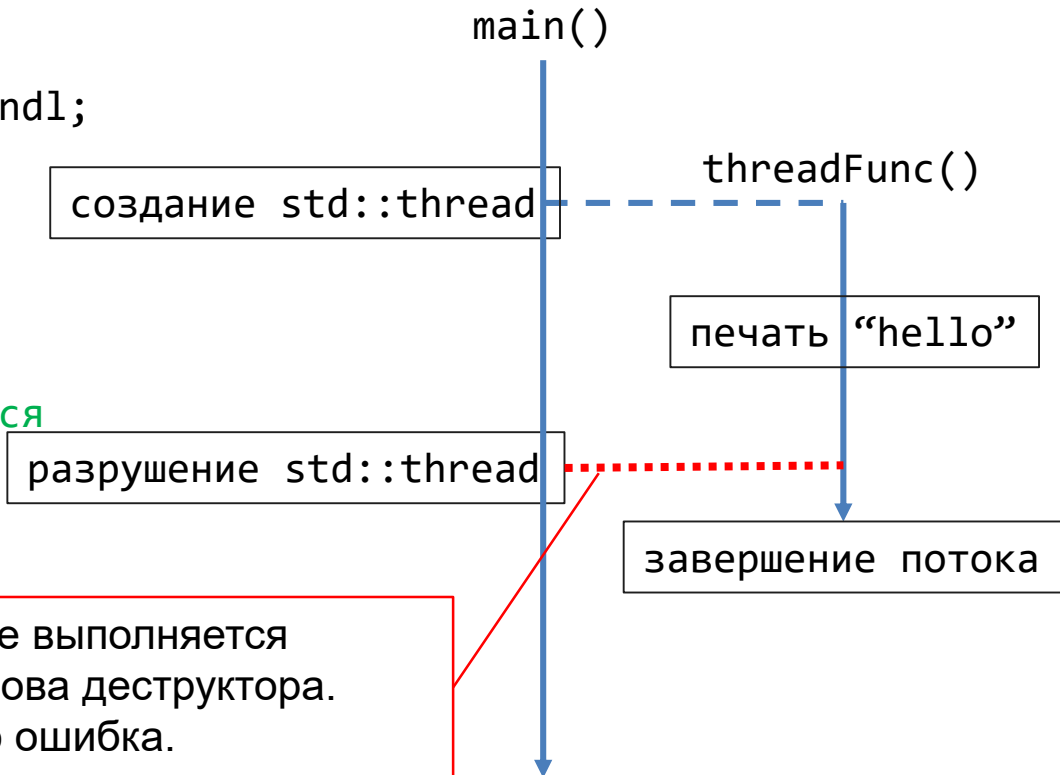 main()
ndl;
threadFunc()
создание std::thread
печать “hello”
ся
разрушение std::thread
завершение потока
е выполняется
ова деструктора.
о ошибка.